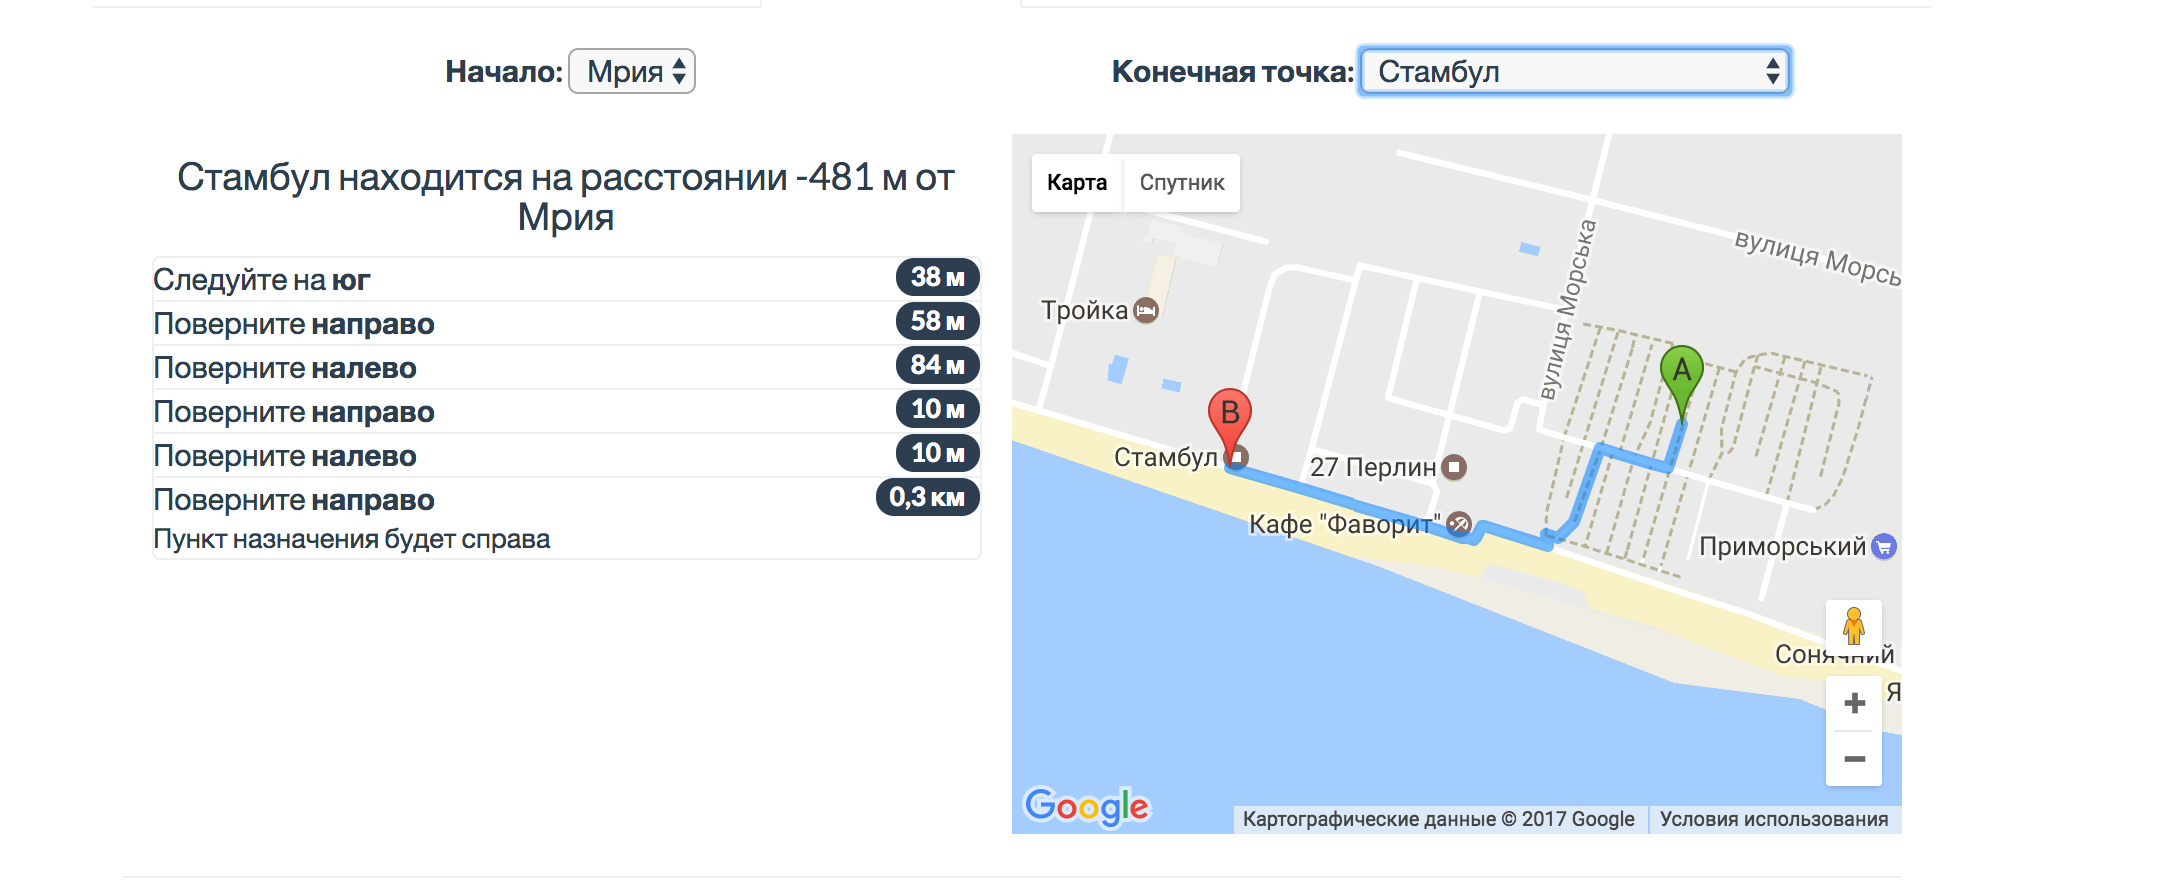 Начало: Мрия
Конечная точка: Стамбул
Стамбул находится на расстоянии -481 м от
Мрия
Следуйте на юг 38 м
Поверните направо 58 м
Поверните налево 84 м
Поверните направо 10 м
Поверните налево 10 м
Поверните направо 0,3 км
Пункт назначения будет справа
Карта Спутник
вулиця Морська
вулиця Морсь
Тройка
A
B
Стамбул
27 Перлин
Кафе "Фаворит"
Приморський
Сонячний
Я
Google
Картографические данные © 2017 Google
Условия использования